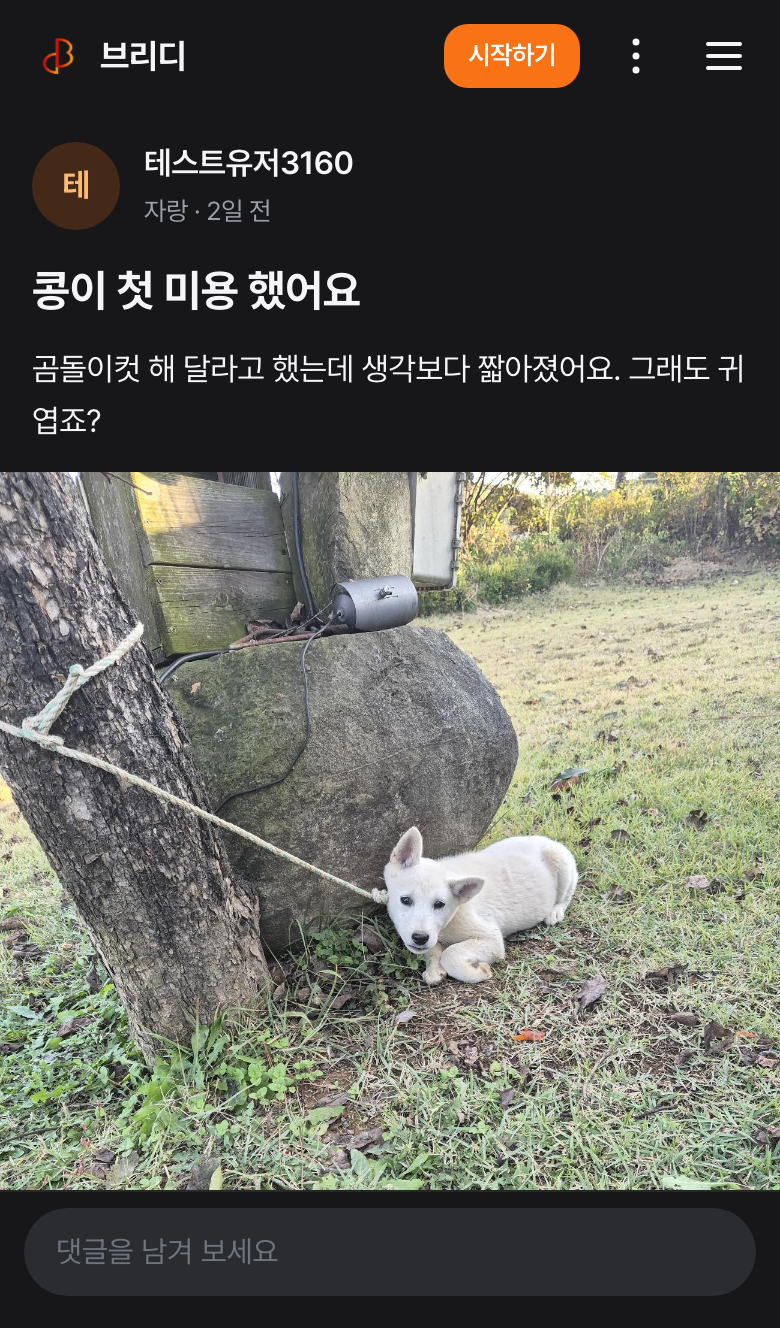 브리디
시작하기
테
테스트유저3160
자랑 · 2일 전
콩이 첫 미용 했어요
곰돌이컷 해 달라고 했는데 생각보다 짧아졌어요. 그래도 귀
엽죠?
댓글을 남겨 보세요